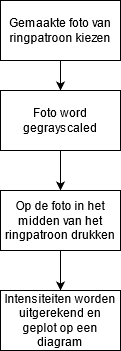 Gemaakte foto van
ringpatroon kiezen
Foto word
gegrayscaled
Op de foto in het
midden van het
ringpatroon drukken
Intensiteiten worden
uitgerekend en
geplot op een
diagram